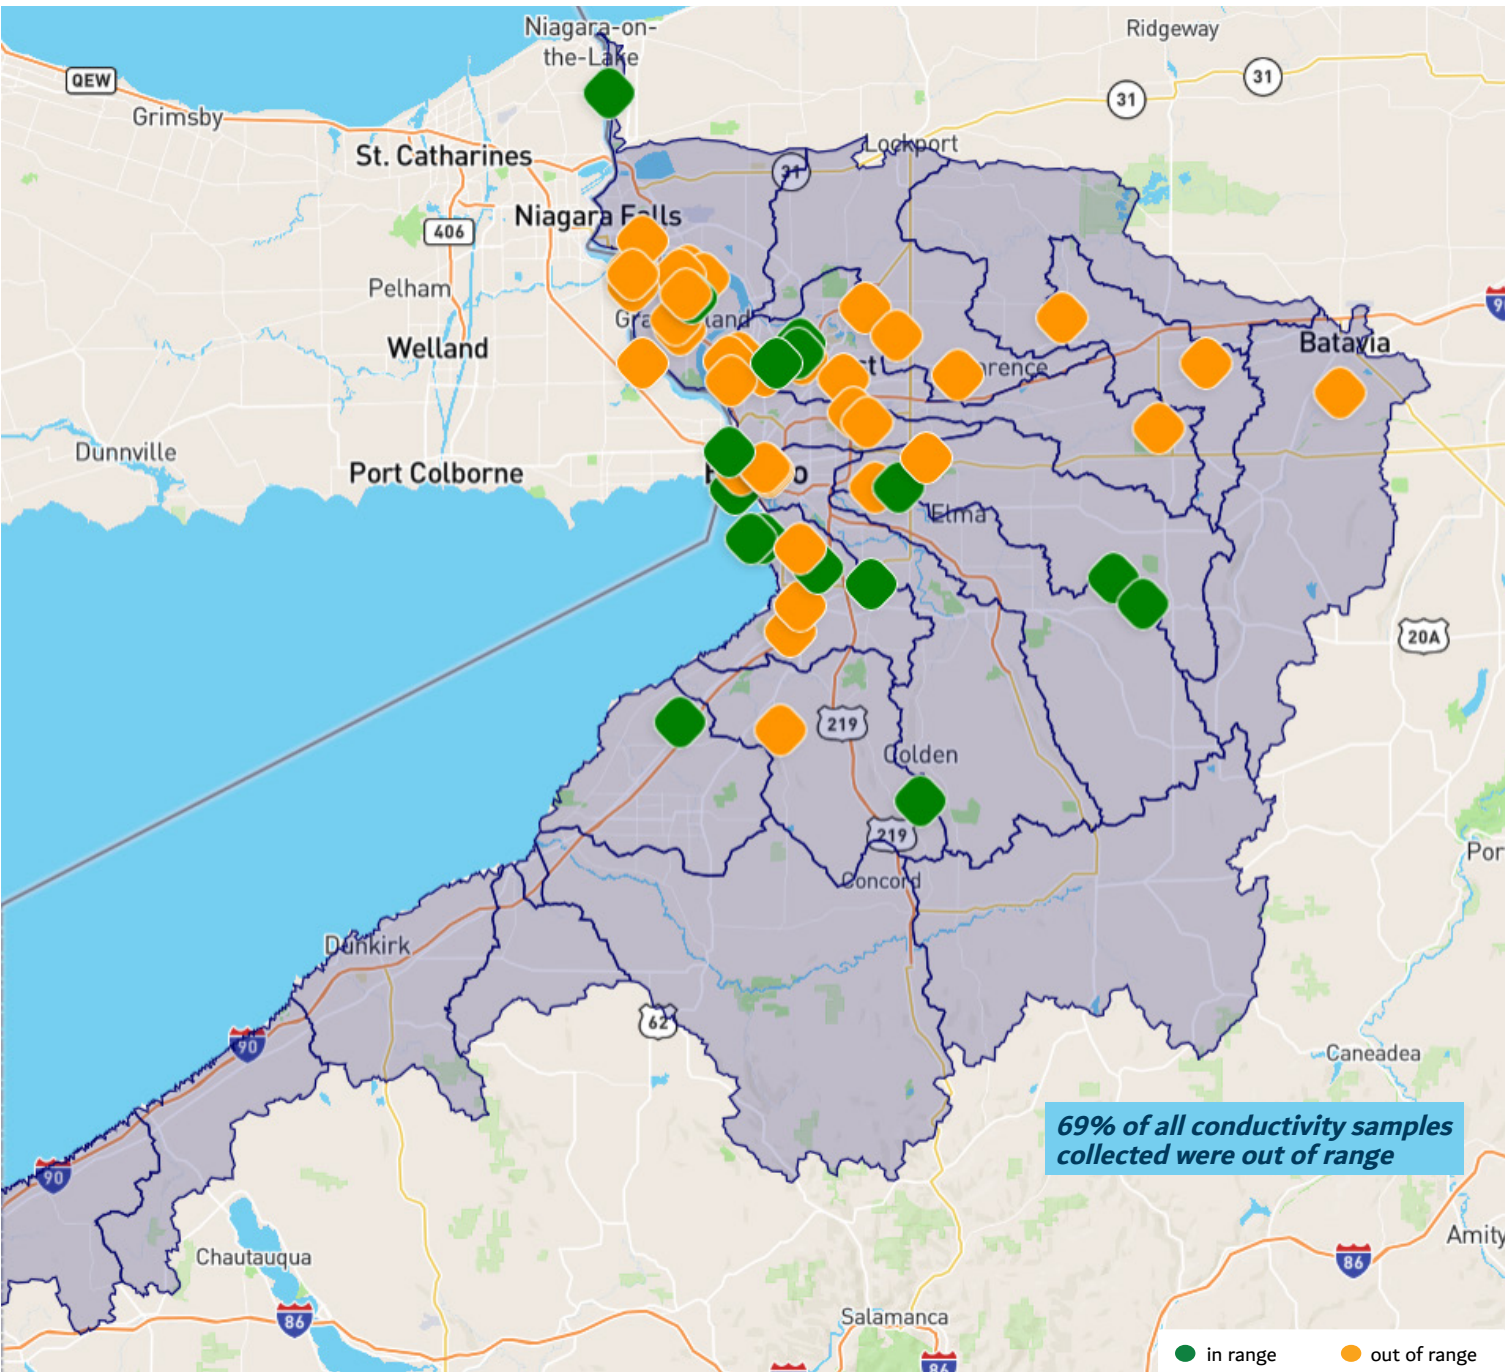 Niagara-on-
the-Lake
Ridgeway
QEW
31
31
Grimsby
Lockport
St. Catharines
31
Niagara Falls
406
Pelham
Welland
Batavia
Dunnville
Port Colborne
Elma
20A
219
Colden
219
Concord
Dunkirk
62
90
Caneadea
69% of all conductivity samples
collected were out of range
90
Chautauqua
Amity
86
86
Salamanca
86
in range
out of range